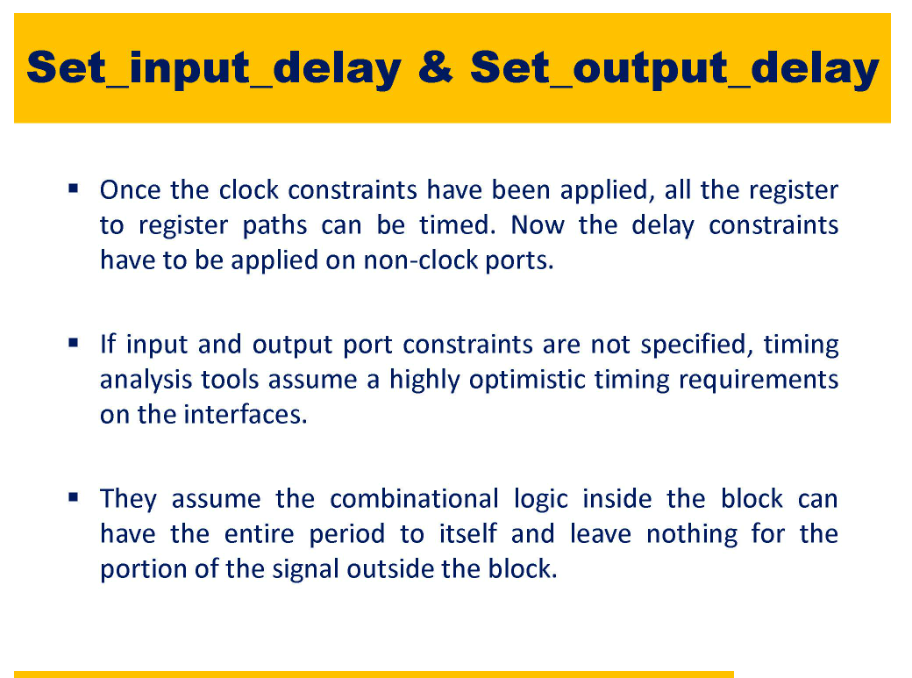 Set_input_delay & Set_output_delay
▪ Once the clock constraints have been applied, all the register
to register paths can be timed. Now the delay constraints
have to be applied on non-clock ports.
▪ If input and output port constraints are not specified, timing
analysis tools assume a highly optimistic timing requirements
on the interfaces.
▪ They assume the combinational logic inside the block can
have the entire period to itself and leave nothing for the
portion of the signal outside the block.